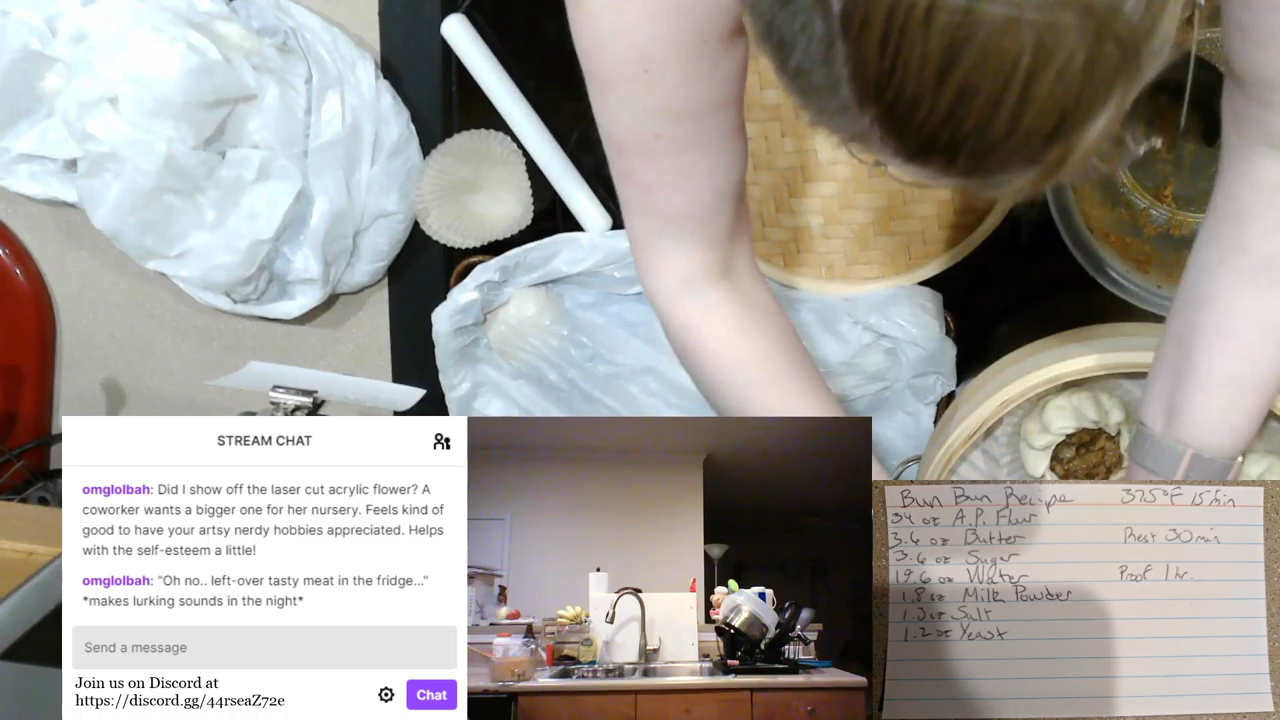 STREAM CHAT
omglolbah: Did I show off the laser cut acrylic flower? A
coworker wants a bigger one for her nursery. Feels kind of
good to have your artsy nerdy hobbies appreciated. Helps
with the self-esteem a little!
omglolbah: "Oh no.. left-over tasty meat in the fridge..."
*makes lurking sounds in the night*
Send a message
Join us on Discord at
https://discord.gg/44rseaZ72e
Chat
Bun Bun Recipe 375°F 15 min
34 oz A.P. Flour
3.6 oz Butter Rest 30 min
3.6 oz Sugar
19.6 oz Water Proof 1 hr.
1.8 oz Milk Powder
oz Salt
1.2 oz Yeast